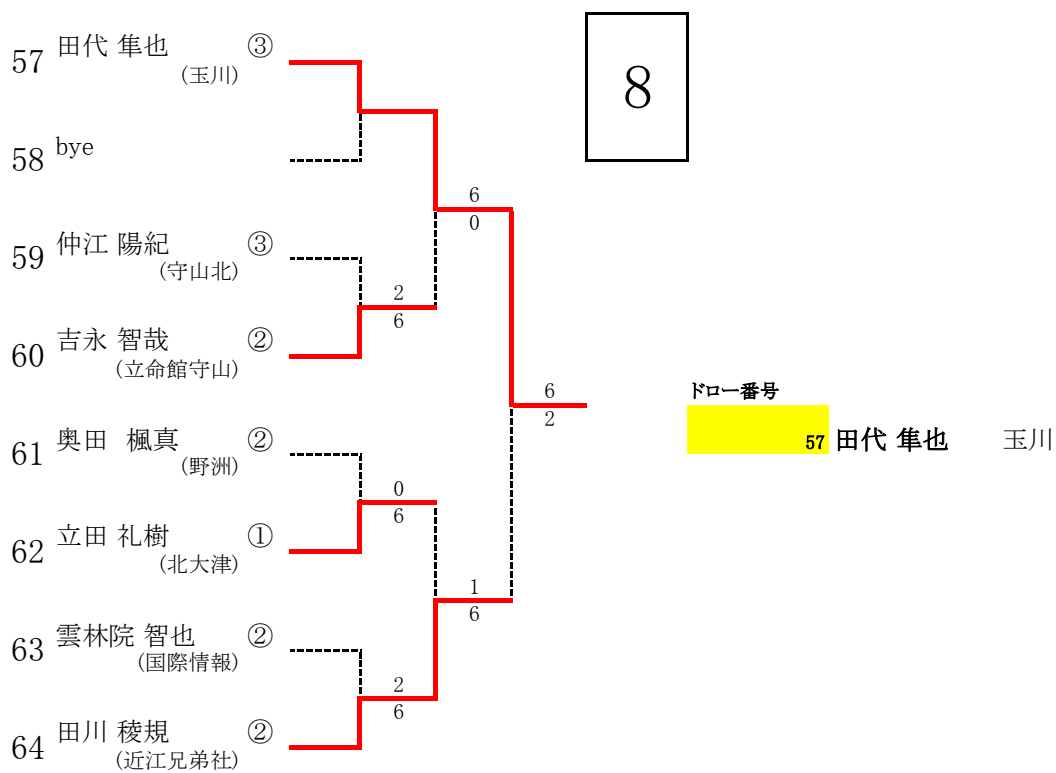 8
57 田代 隼也 ③
(玉川)
58 bye
6
0
59 仲江 陽紀 ③
(守山北)
2
6
60 吉永 智哉 ②
(立命館守山)
6
2
ドロー番号
57 田代 隼也 玉川
61 奥田 楓真 ②
(野洲)
0
6
62 立田 礼樹 ①
(北大津)
1
6
63 雲林院 智也 ②
(国際情報)
2
6
64 田川 稜規 ②
(近江兄弟社)